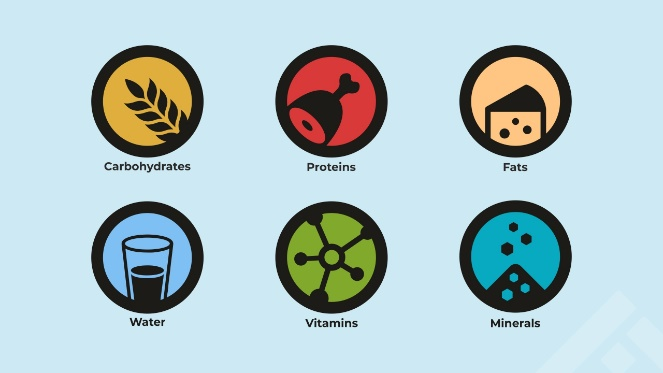 Carbohydrates
Proteins
Fats
Water
Vitamins
Minerals